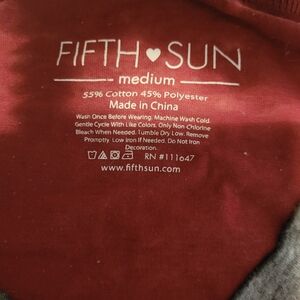 FIFTH♥SUN
medium
55% Cotton 45% Polyester
Made in China
Wash Once Before Wearing. Machine Wash Cold.
Gentle Cycle With Like Colors. Only Non Chlorine
Bleach When Needed. Tumble Dry Low. Remove
Promptly. Low Iron If Needed. Do Not Iron
Decoration.
RN #111647
www.fifthsun.com